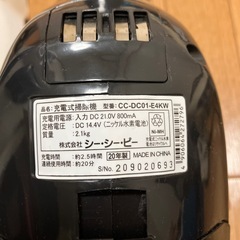 品名：充電式掃除機 型番：CC-DC01-E4KW
充電用電源：入力 DC 21.0V 800mA
定格電圧：DC 14.4V（ニッケル水素電池）
質量：2.1kg
株式会社 シー・シー・ピー
充電時間：約2.5時間 20年製
連続使用時間：約20分
S/No. 209020693
Ni-MH